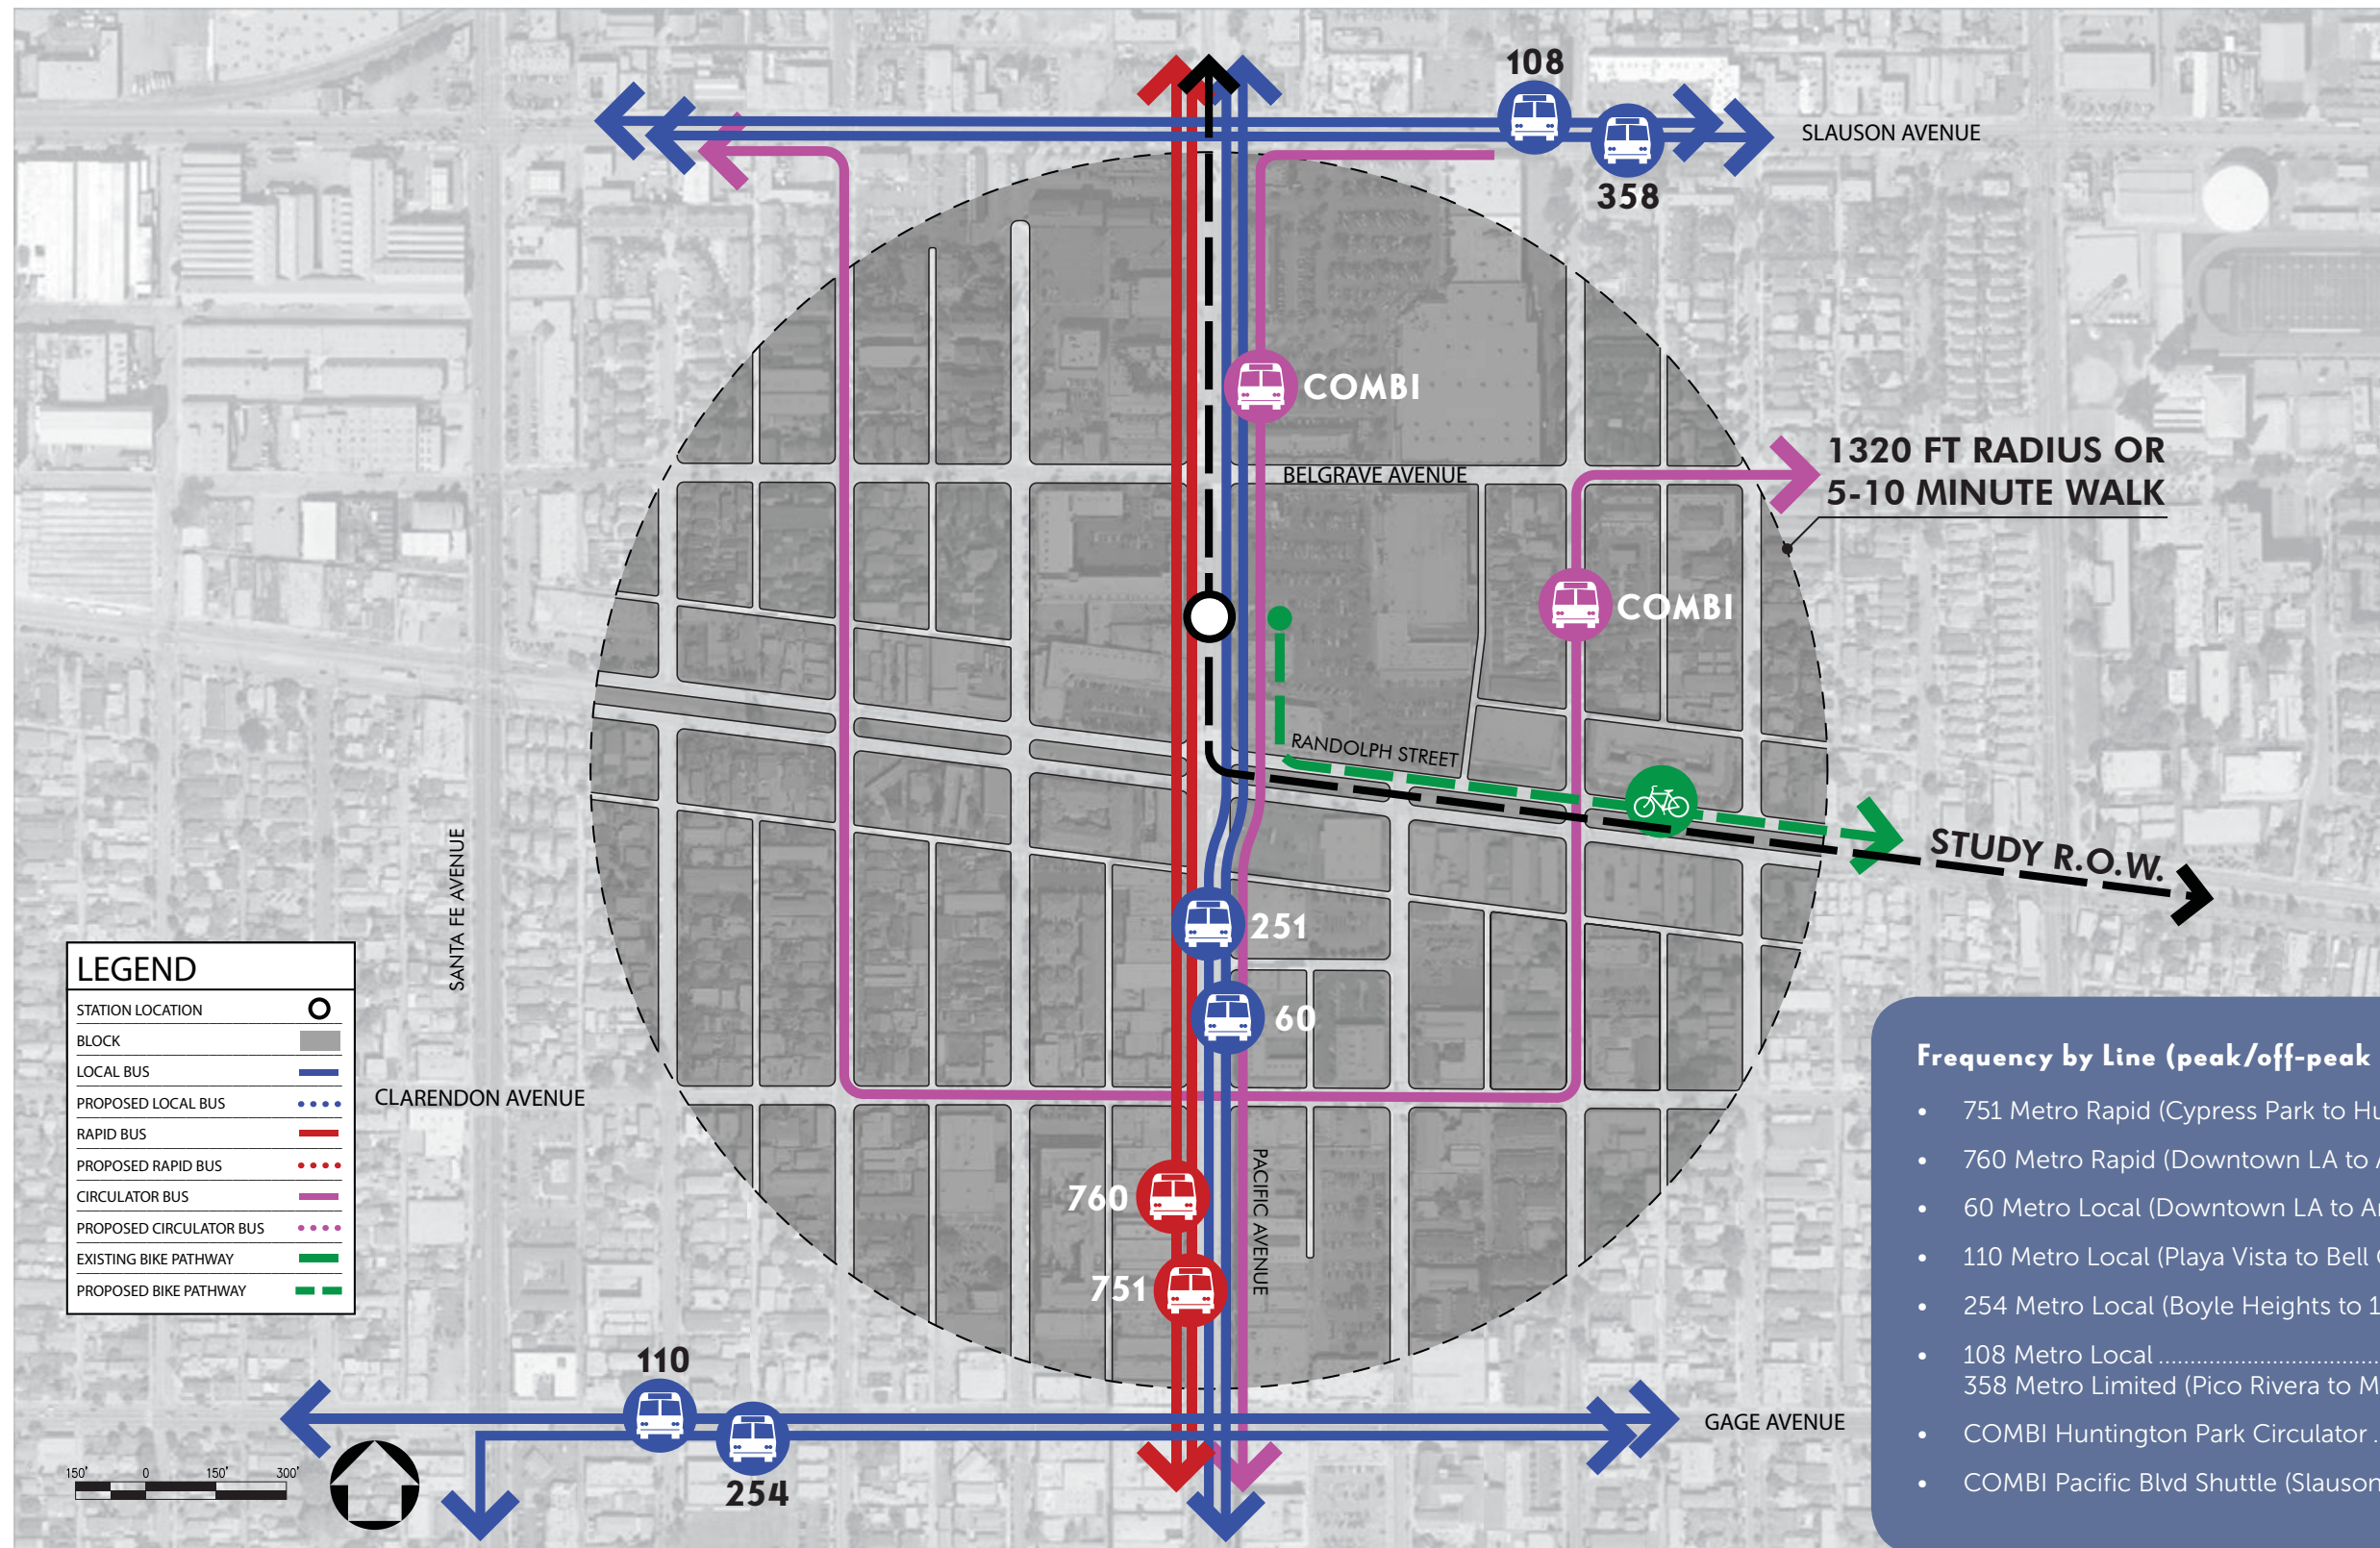 108
358
SLAUSON AVENUE
COMBI
1320 FT RADIUS OR
5-10 MINUTE WALK
BELGRAVE AVENUE
COMBI
RANDOLPH STREET
STUDY R.O.W.
SANTA FE AVENUE
251
60
CLARENDON AVENUE
PACIFIC AVENUE
760
751
110
254
GAGE AVENUE
LEGEND
STATION LOCATION
BLOCK
LOCAL BUS
PROPOSED LOCAL BUS
RAPID BUS
PROPOSED RAPID BUS
CIRCULATOR BUS
PROPOSED CIRCULATOR BUS
EXISTING BIKE PATHWAY
PROPOSED BIKE PATHWAY
150' 0 150' 300'
Frequency by Line (peak/off-peak
• 751 Metro Rapid (Cypress Park to Hu
• 760 Metro Rapid (Downtown LA to A
• 60 Metro Local (Downtown LA to Ar
• 110 Metro Local (Playa Vista to Bell G
• 254 Metro Local (Boyle Heights to 1
• 108 Metro Local ..................................
358 Metro Limited (Pico Rivera to M
• COMBI Huntington Park Circulator .
• COMBI Pacific Blvd Shuttle (Slauson